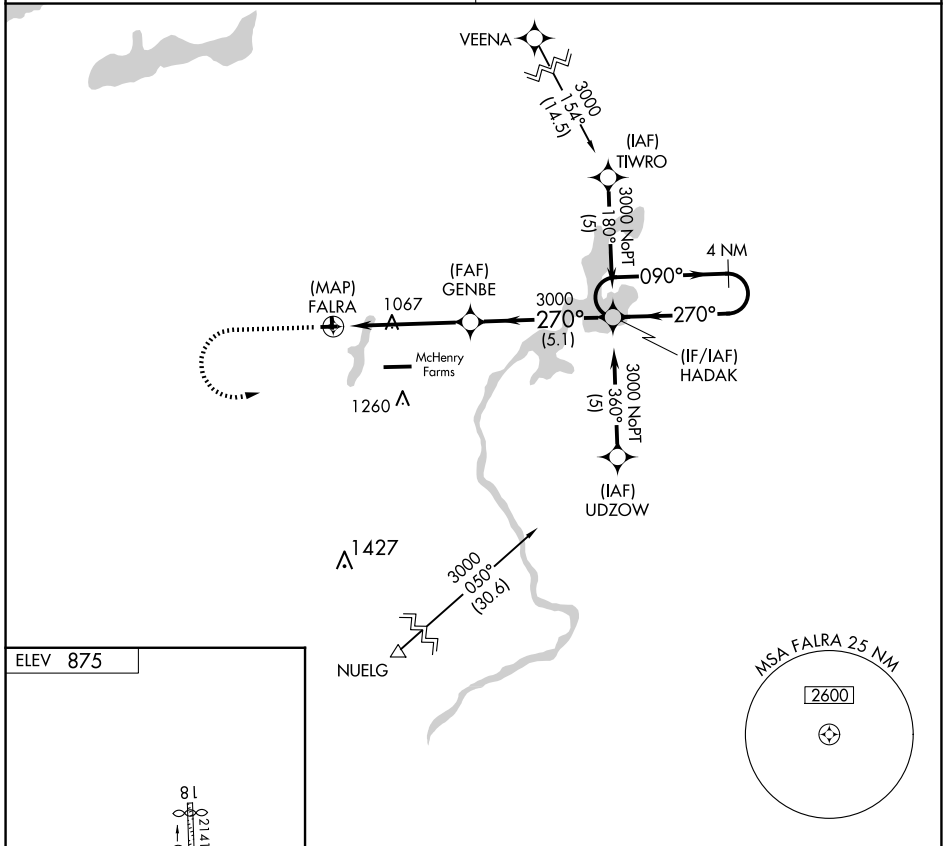 VEENA
3000
154°
(14.5)
(IAF)
TIWRO
3000 NoPT
180°
(5)
4 NM
090°
(FAF)
GENBE
(MAP)
FALRA
1067
3000
270°
(5.1)
270°
(IF/IAF)
HADAK
McHenry
Farms
1260
3000 NoPT
360°
(5)
(IAF)
UDZOW
1427
3000
050°
(30.6)
NUELG
ELEV 875
MSA FALRA 25 NM
2600
18